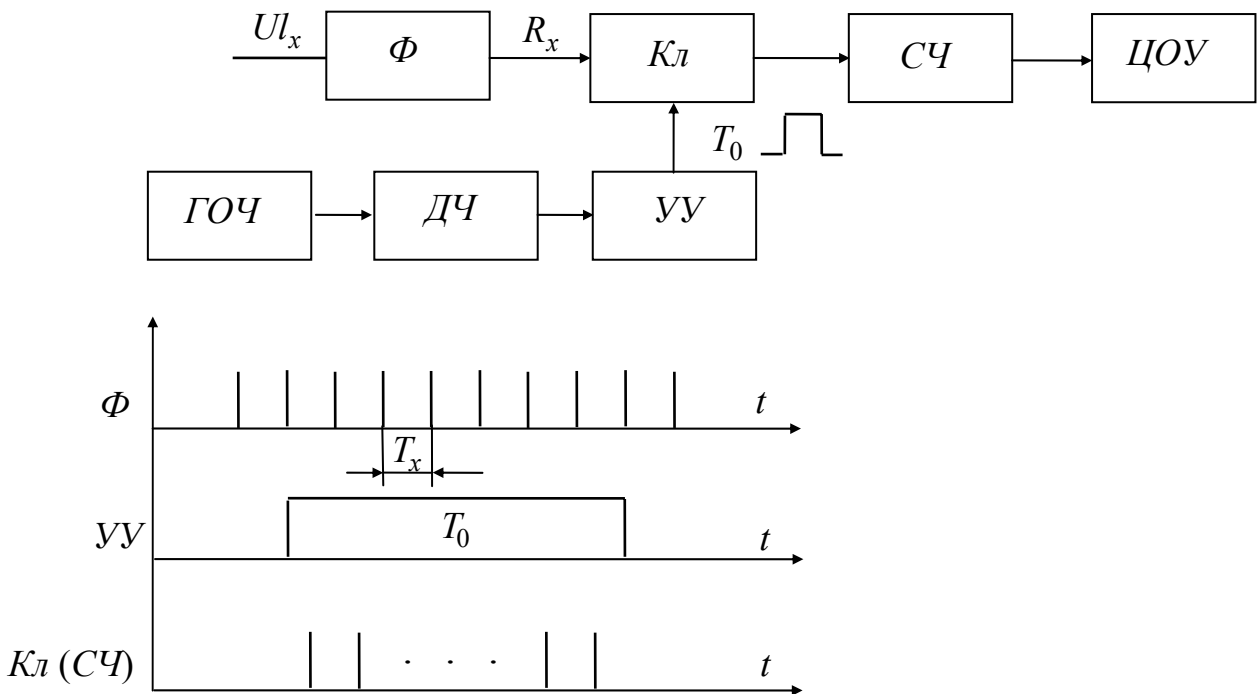 Ul_x Ф R_x Кл СЧ ЦОУ
T_0
ГОЧ ДЧ УУ
Ф t
T_x
УУ T_0 t
Кл (СЧ) . . . t